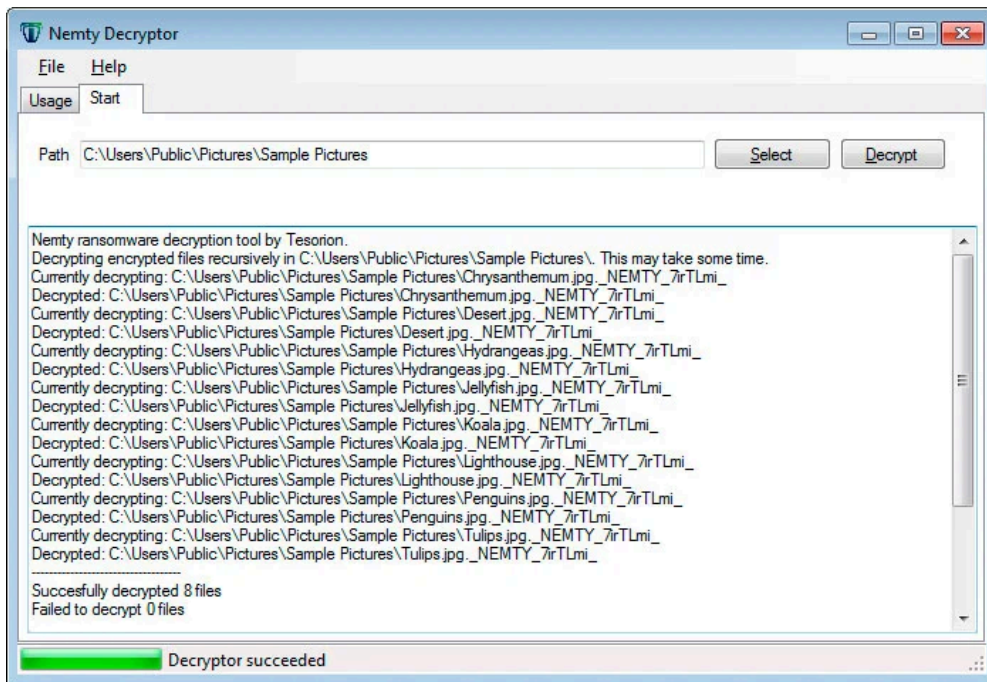 Nemty Decryptor
File Help
Usage Start
Path C:\Users\Public\Pictures\Sample Pictures Select Decrypt
Nemty ransomware decryption tool by Tesorion.
Decrypting encrypted files recursively in C:\Users\Public\Pictures\Sample Pictures\. This may take some time.
Currently decrypting: C:\Users\Public\Pictures\Sample Pictures\Chrysanthemum.jpg._NEMTY_7irTLmi_
Decrypted: C:\Users\Public\Pictures\Sample Pictures\Chrysanthemum.jpg._NEMTY_7irTLmi_
Currently decrypting: C:\Users\Public\Pictures\Sample Pictures\Desert.jpg._NEMTY_7irTLmi_
Decrypted: C:\Users\Public\Pictures\Sample Pictures\Desert.jpg._NEMTY_7irTLmi_
Currently decrypting: C:\Users\Public\Pictures\Sample Pictures\Hydrangeas.jpg._NEMTY_7irTLmi_
Decrypted: C:\Users\Public\Pictures\Sample Pictures\Hydrangeas.jpg._NEMTY_7irTLmi_
Currently decrypting: C:\Users\Public\Pictures\Sample Pictures\Jellyfish.jpg._NEMTY_7irTLmi_
Decrypted: C:\Users\Public\Pictures\Sample Pictures\Jellyfish.jpg._NEMTY_7irTLmi_
Currently decrypting: C:\Users\Public\Pictures\Sample Pictures\Koala.jpg._NEMTY_7irTLmi_
Decrypted: C:\Users\Public\Pictures\Sample Pictures\Koala.jpg._NEMTY_7irTLmi_
Currently decrypting: C:\Users\Public\Pictures\Sample Pictures\Lighthouse.jpg._NEMTY_7irTLmi_
Decrypted: C:\Users\Public\Pictures\Sample Pictures\Lighthouse.jpg._NEMTY_7irTLmi_
Currently decrypting: C:\Users\Public\Pictures\Sample Pictures\Penguins.jpg._NEMTY_7irTLmi_
Decrypted: C:\Users\Public\Pictures\Sample Pictures\Penguins.jpg._NEMTY_7irTLmi_
Currently decrypting: C:\Users\Public\Pictures\Sample Pictures\Tulips.jpg._NEMTY_7irTLmi_
Decrypted: C:\Users\Public\Pictures\Sample Pictures\Tulips.jpg._NEMTY_7irTLmi_
-----------------------------------
Succesfully decrypted 8 files
Failed to decrypt 0 files
Decryptor succeeded